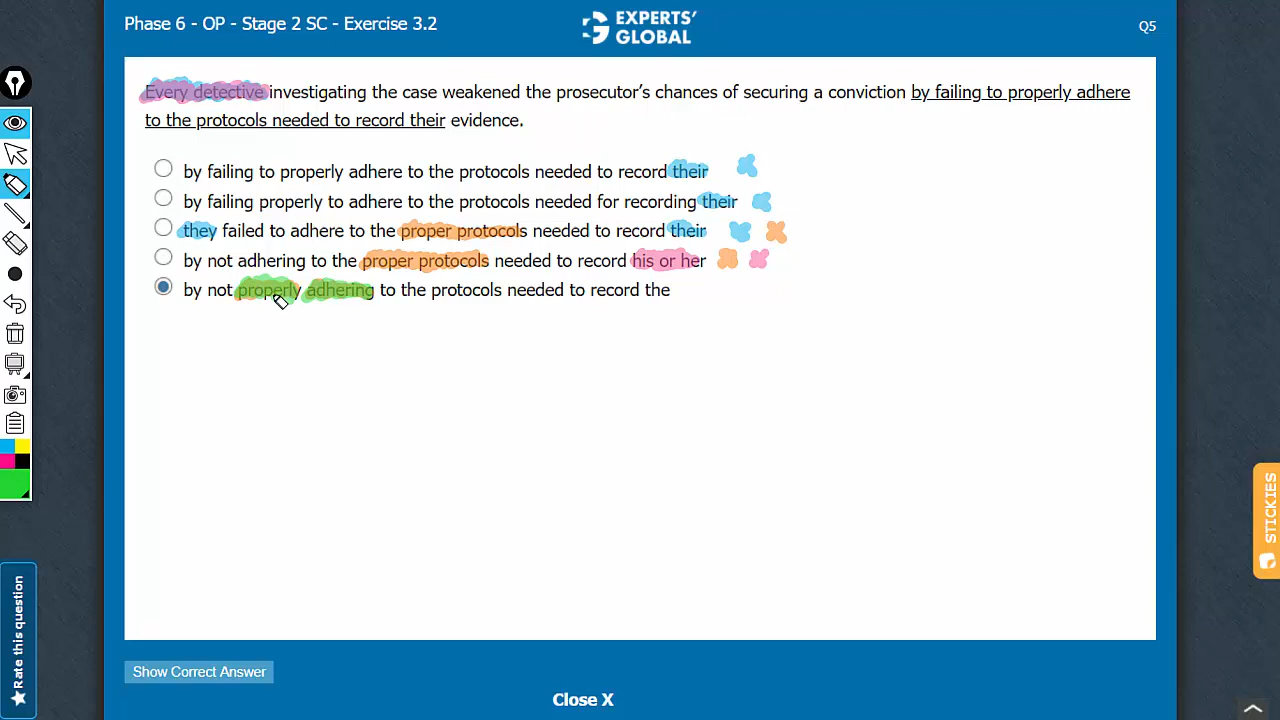 Phase 6 - OP - Stage 2 SC - Exercise 3.2
EXPERTS'
GLOBAL
Q5
Every detective investigating the case weakened the prosecutor's chances of securing a conviction by failing to properly adhere
to the protocols needed to record their evidence.
by failing to properly adhere to the protocols needed to record their
by failing properly to adhere to the protocols needed for recording their
they failed to adhere to the proper protocols needed to record their
by not adhering to the proper protocols needed to record his or her
by not properly adhering to the protocols needed to record the
STICKIES
Rate this question
Show Correct Answer
Close X